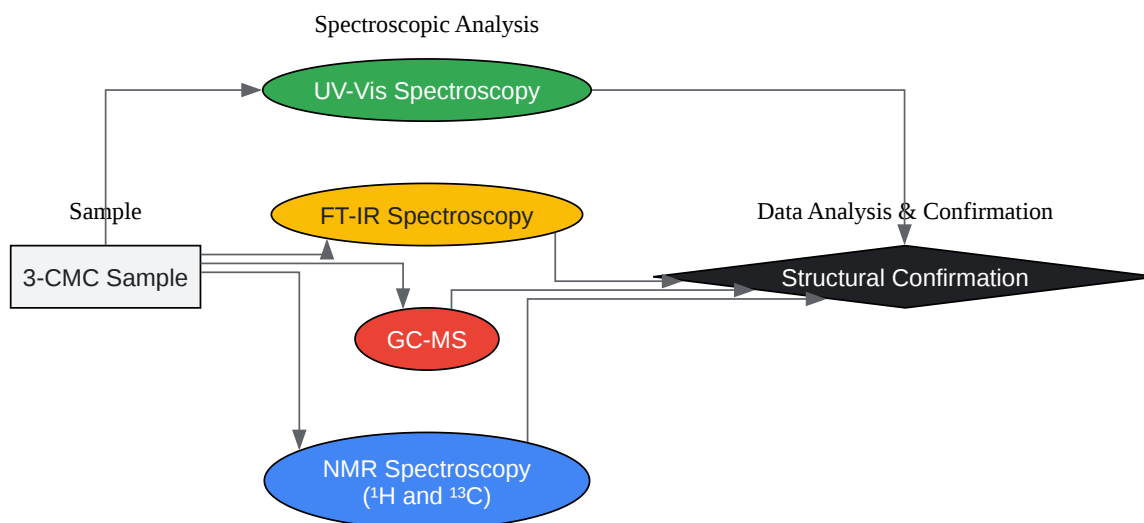 Spectroscopic Analysis
UV-Vis Spectroscopy
Sample
FT-IR Spectroscopy
Data Analysis & Confirmation
3-CMC Sample
Structural Confirmation
GC-MS
NMR Spectroscopy
(¹H and ¹³C)